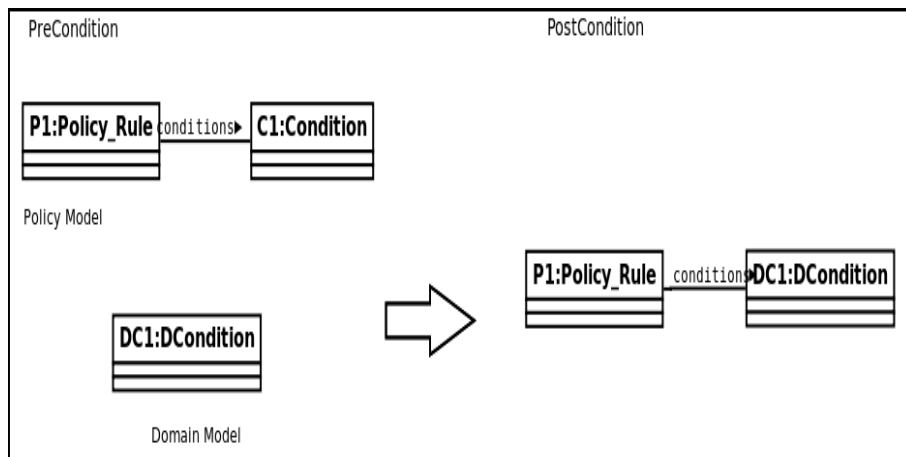 PreCondition
PostCondition
P1:Policy_Rule
conditions
C1:Condition
Policy Model
P1:Policy_Rule
conditions
DC1:DCondition
DC1:DCondition
Domain Model